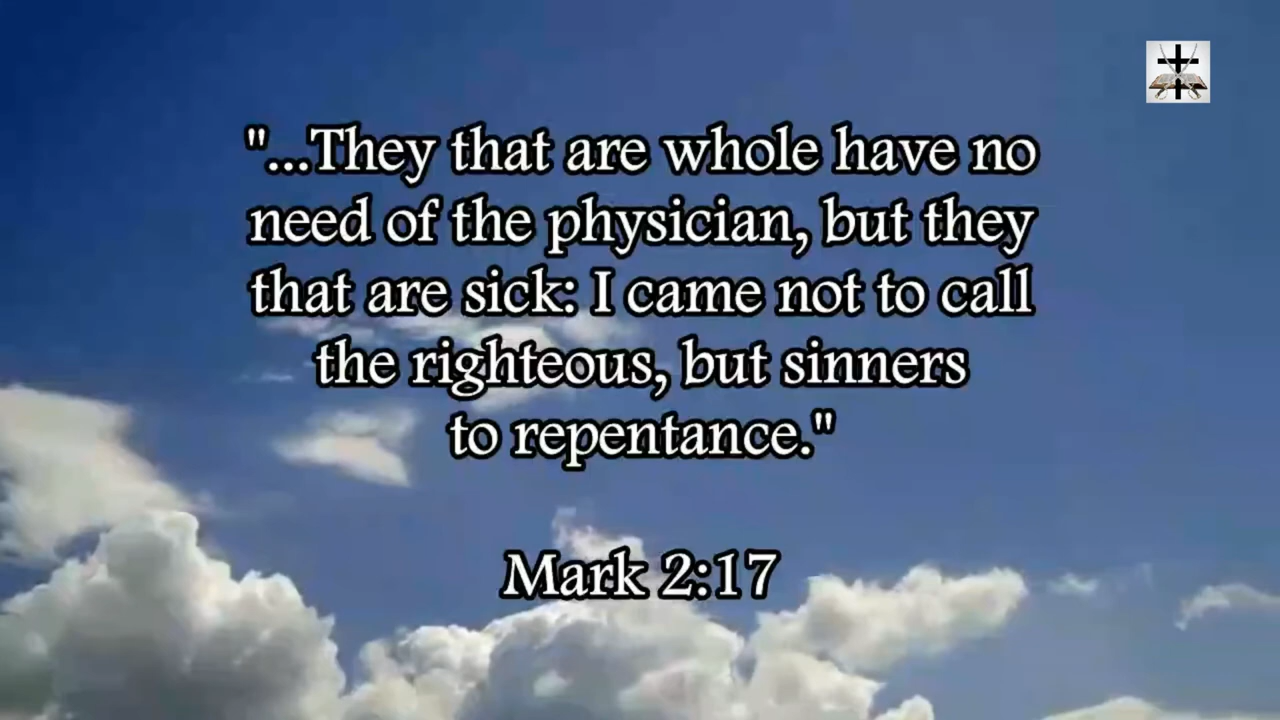 "...They that are whole have no
need of the physician, but they
that are sick: I came not to call
the righteous, but sinners
to repentance."
Mark 2:17